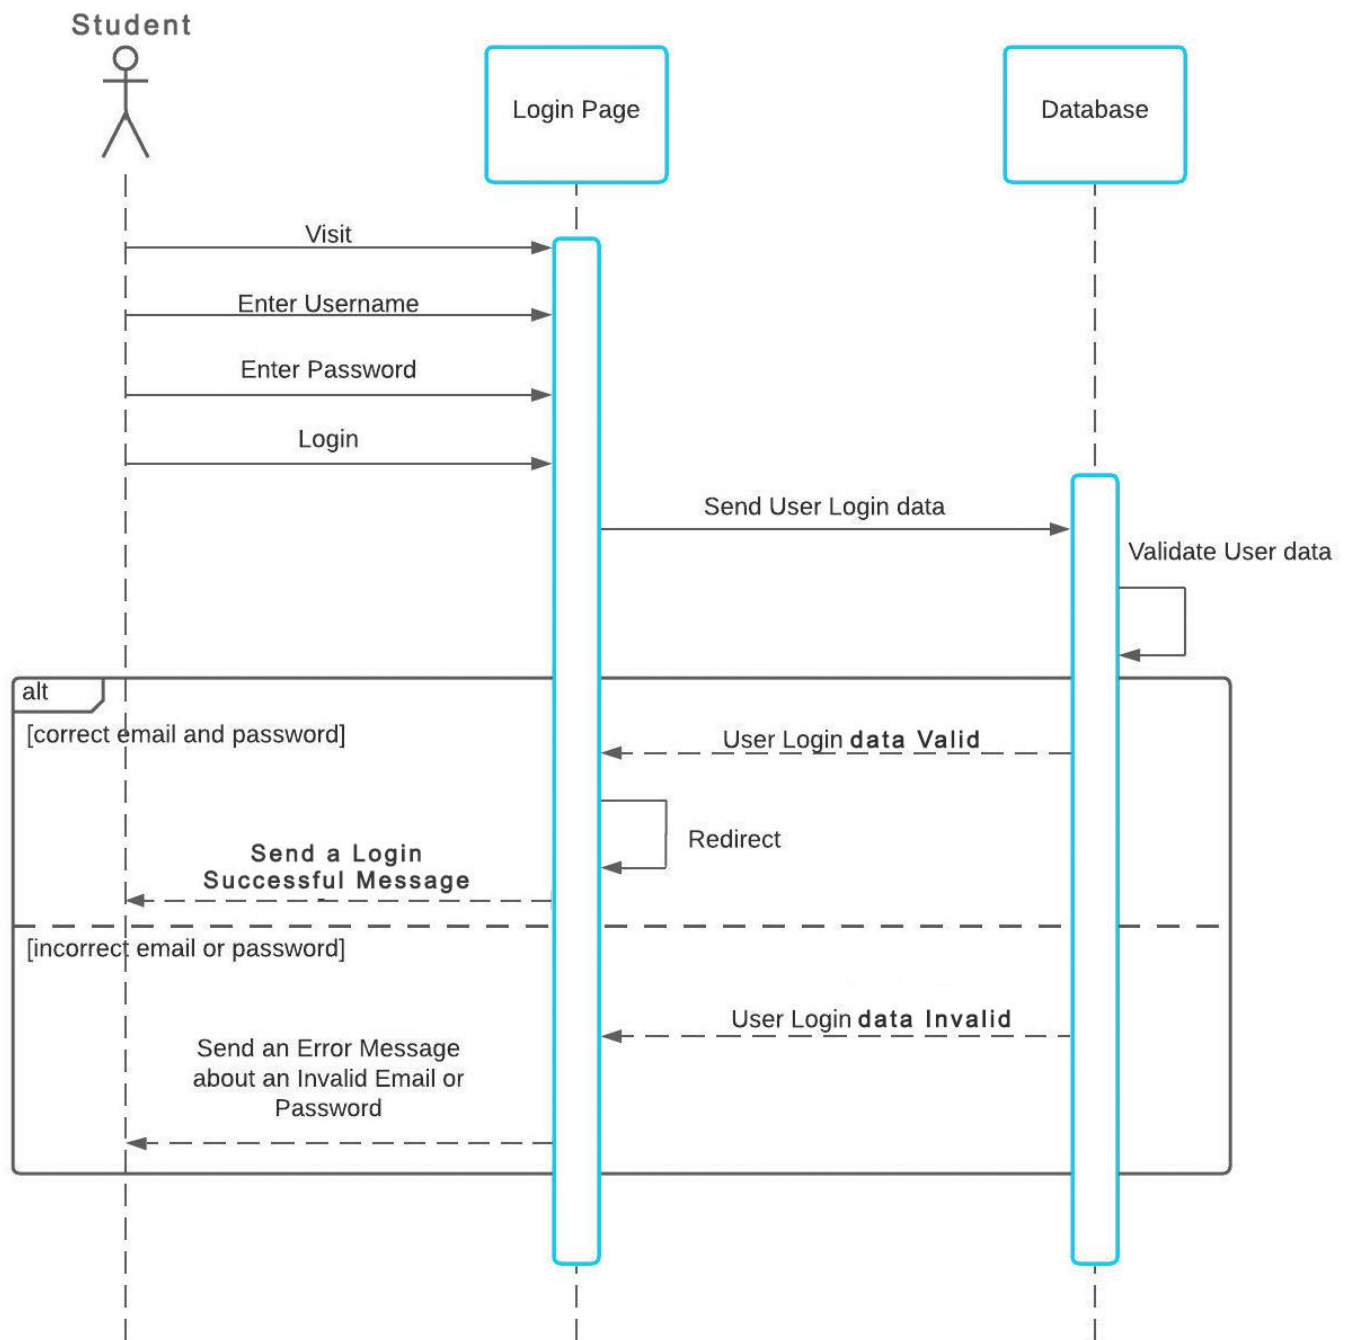 Student
Login Page
Database
Visit
Enter Username
Enter Password
Login
Send User Login data
Validate User data
alt
[correct email and password]
User Login data Valid
Redirect
Send a Login
Successful Message
[incorrect email or password]
User Login data Invalid
Send an Error Message
about an Invalid Email or
Password